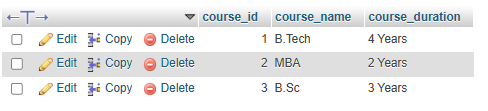 course_id course_name course_duration
Edit Copy Delete 1 B.Tech 4 Years
Edit Copy Delete 2 MBA 2 Years
Edit Copy Delete 3 B.Sc 3 Years